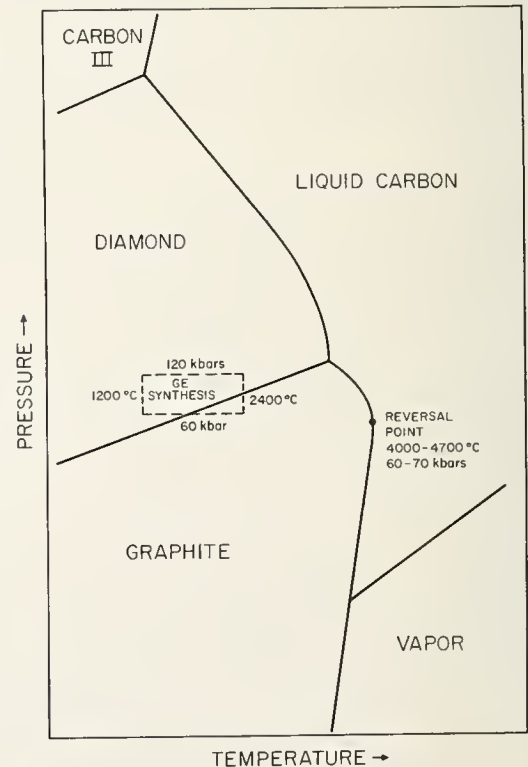 CARBON
III
LIQUID CARBON
DIAMOND
120 kbars
GE
SYNTHESIS
1200 °C
2400°C
60 kbar
REVERSAL
POINT
4000-4700 °C
60-70 kbars
GRAPHITE
VAPOR
PRESSURE →
TEMPERATURE →